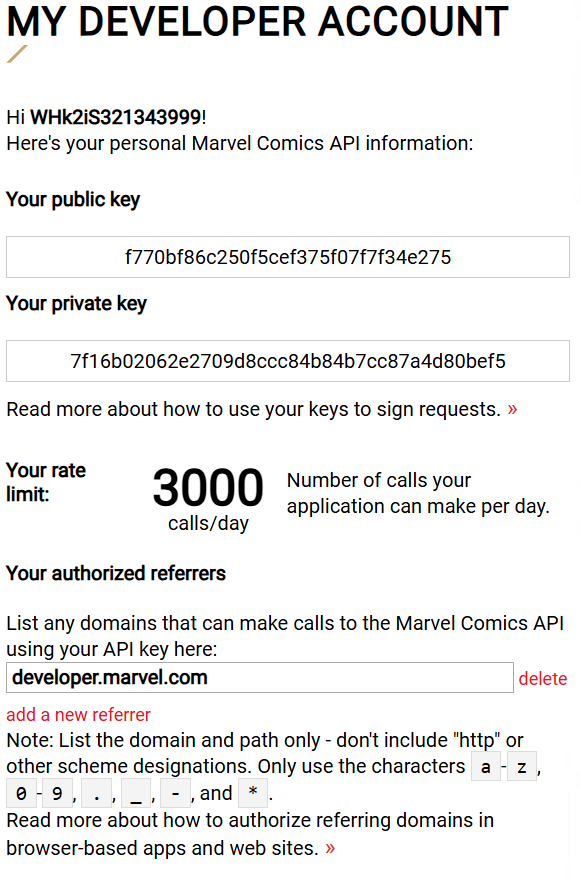 MY DEVELOPER ACCOUNT
Hi WHk2iS321343999!
Here's your personal Marvel Comics API information:
Your public key
f770bf86c250f5cef375f07f7f34e275
Your private key
7f16b02062e2709d8ccc84b84b7cc87a4d80bef5
Read more about how to use your keys to sign requests. »
Your rate
limit:
3000
calls/day
Number of calls your
application can make per day.
Your authorized referrers
List any domains that can make calls to the Marvel Comics API
using your API key here:
developer.marvel.com delete
add a new referrer
Note: List the domain and path only - don't include "http" or
other scheme designations. Only use the characters a - z ,
0 - 9 , . , _ , - , and * .
Read more about how to authorize referring domains in
browser-based apps and web sites. »